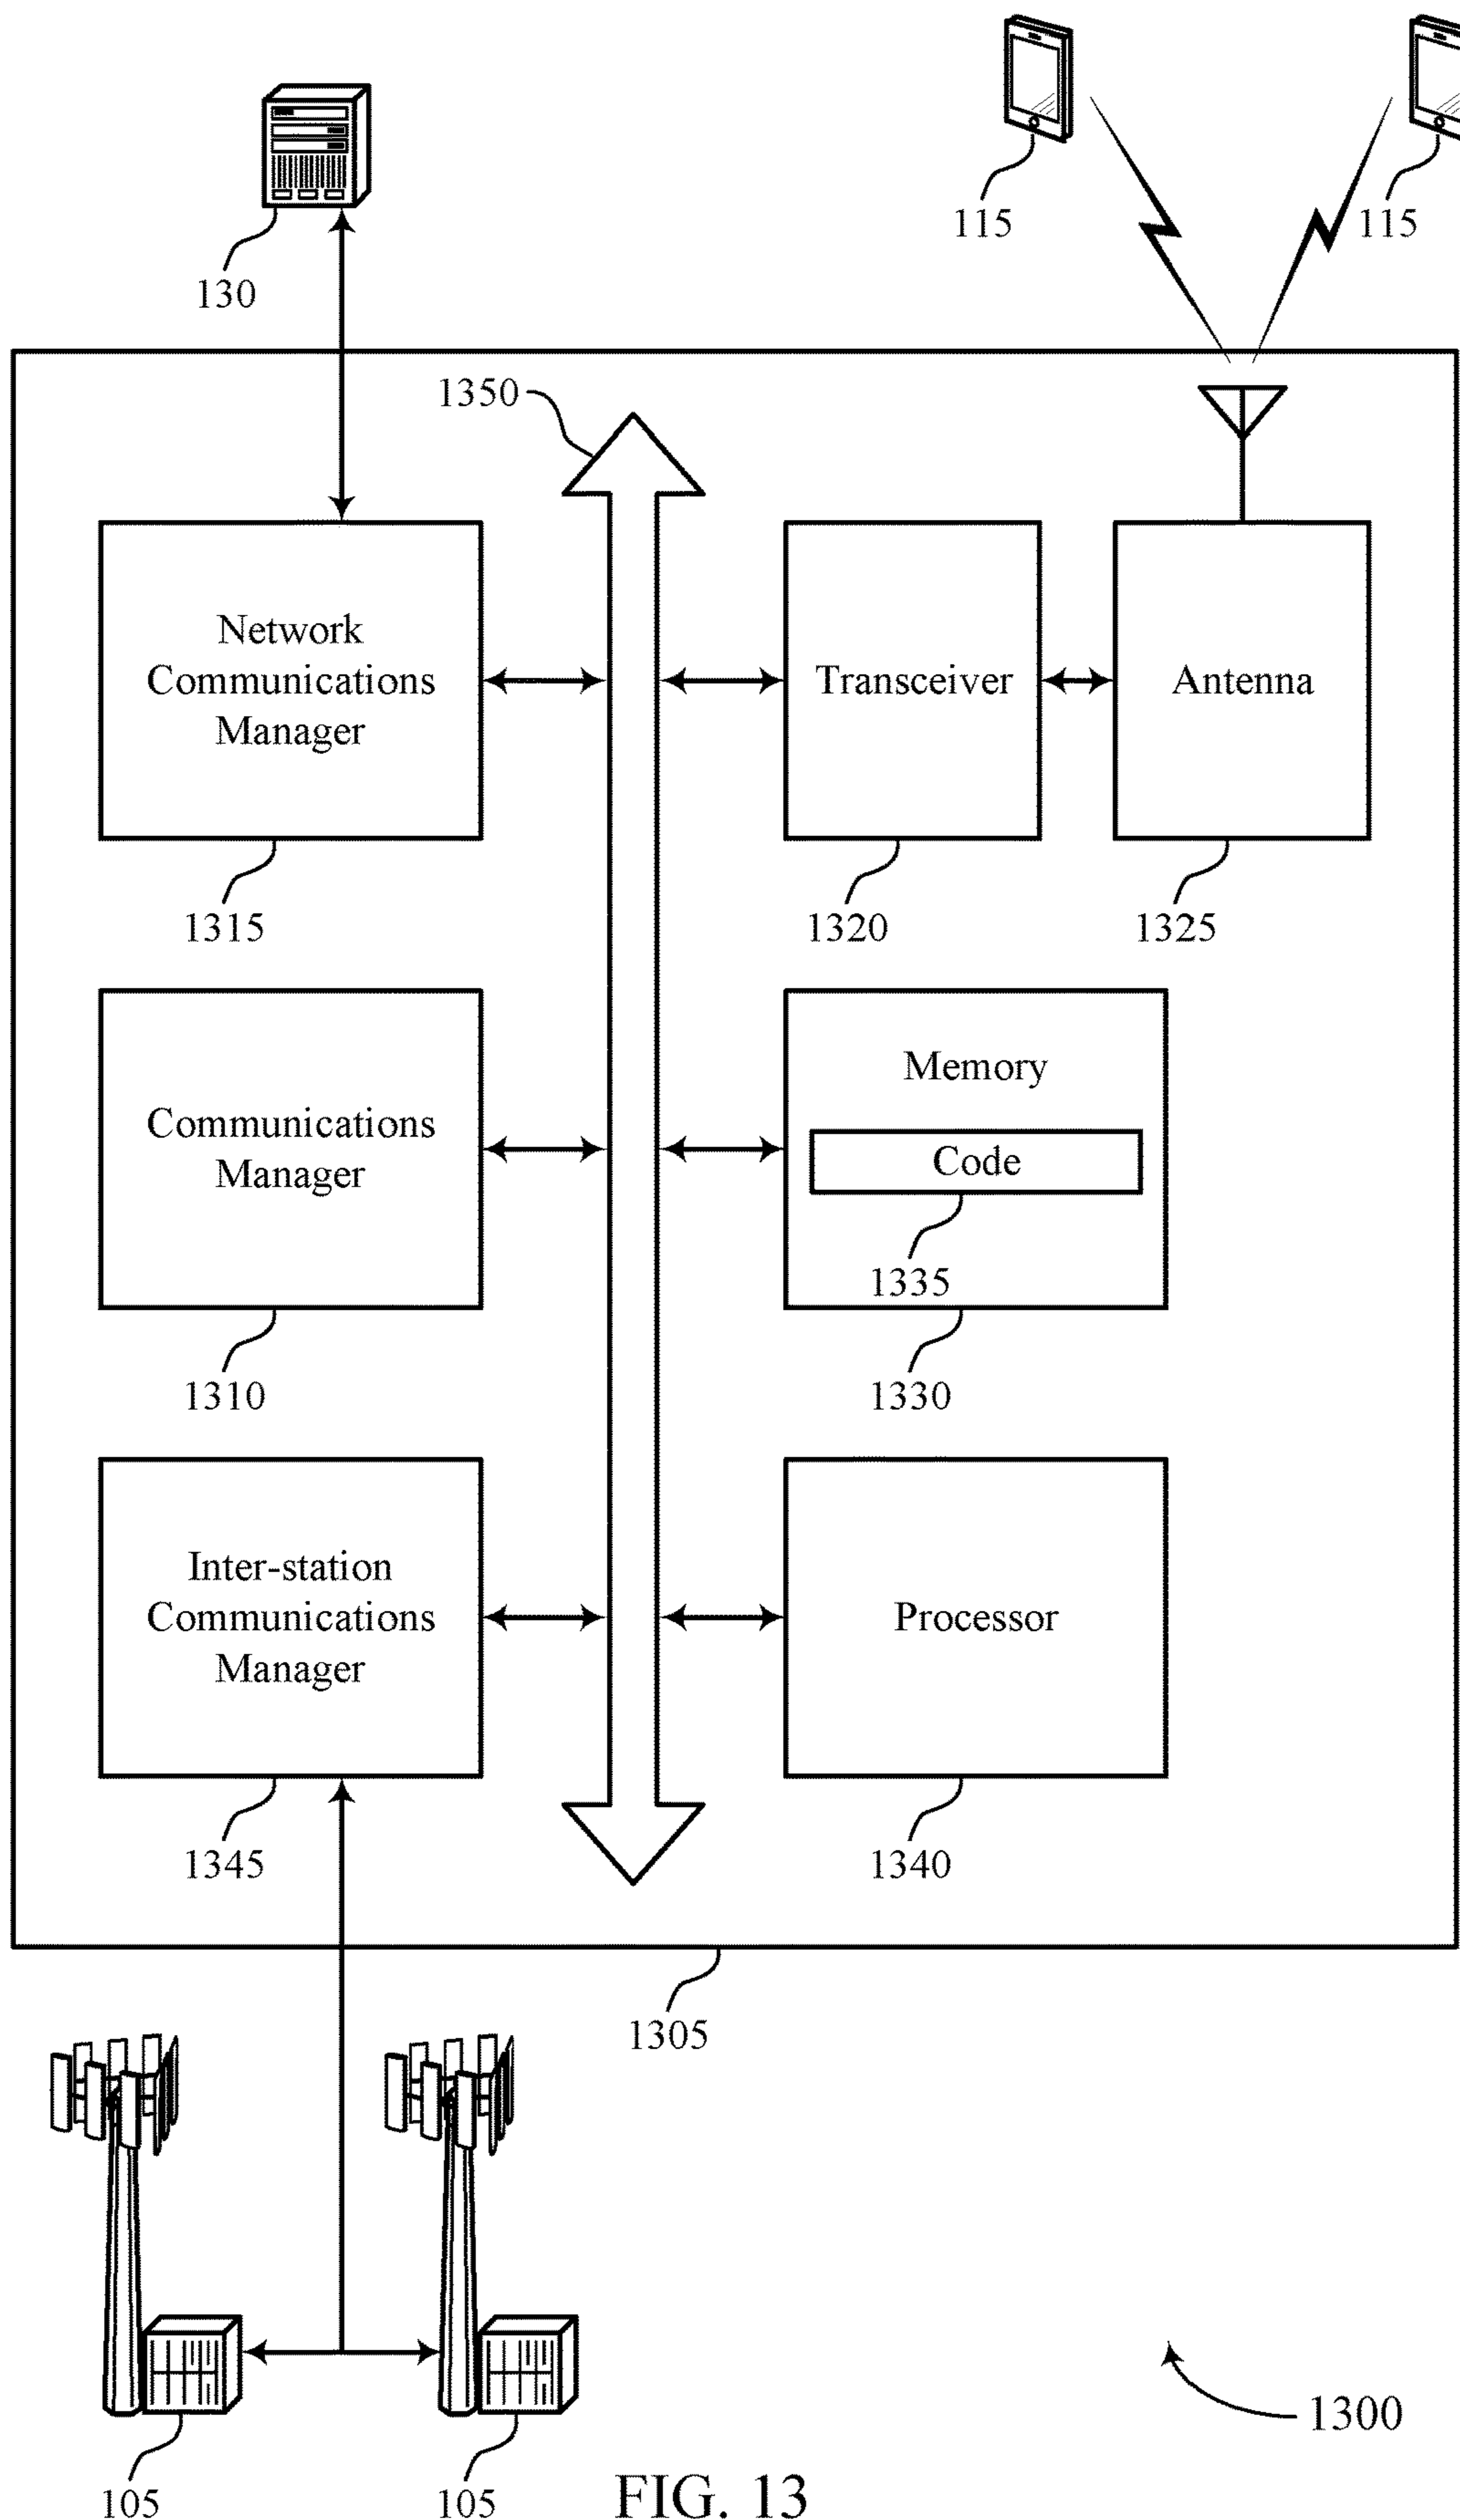 115
115
130
1350
Network
Communications
Manager
Transceiver
Antenna
1315
1320
1325
Communications
Manager
Memory
Code
1335
1310
1330
Inter-station
Communications
Manager
Processor
1345
1340
1305
1300
105
105
FIG. 13